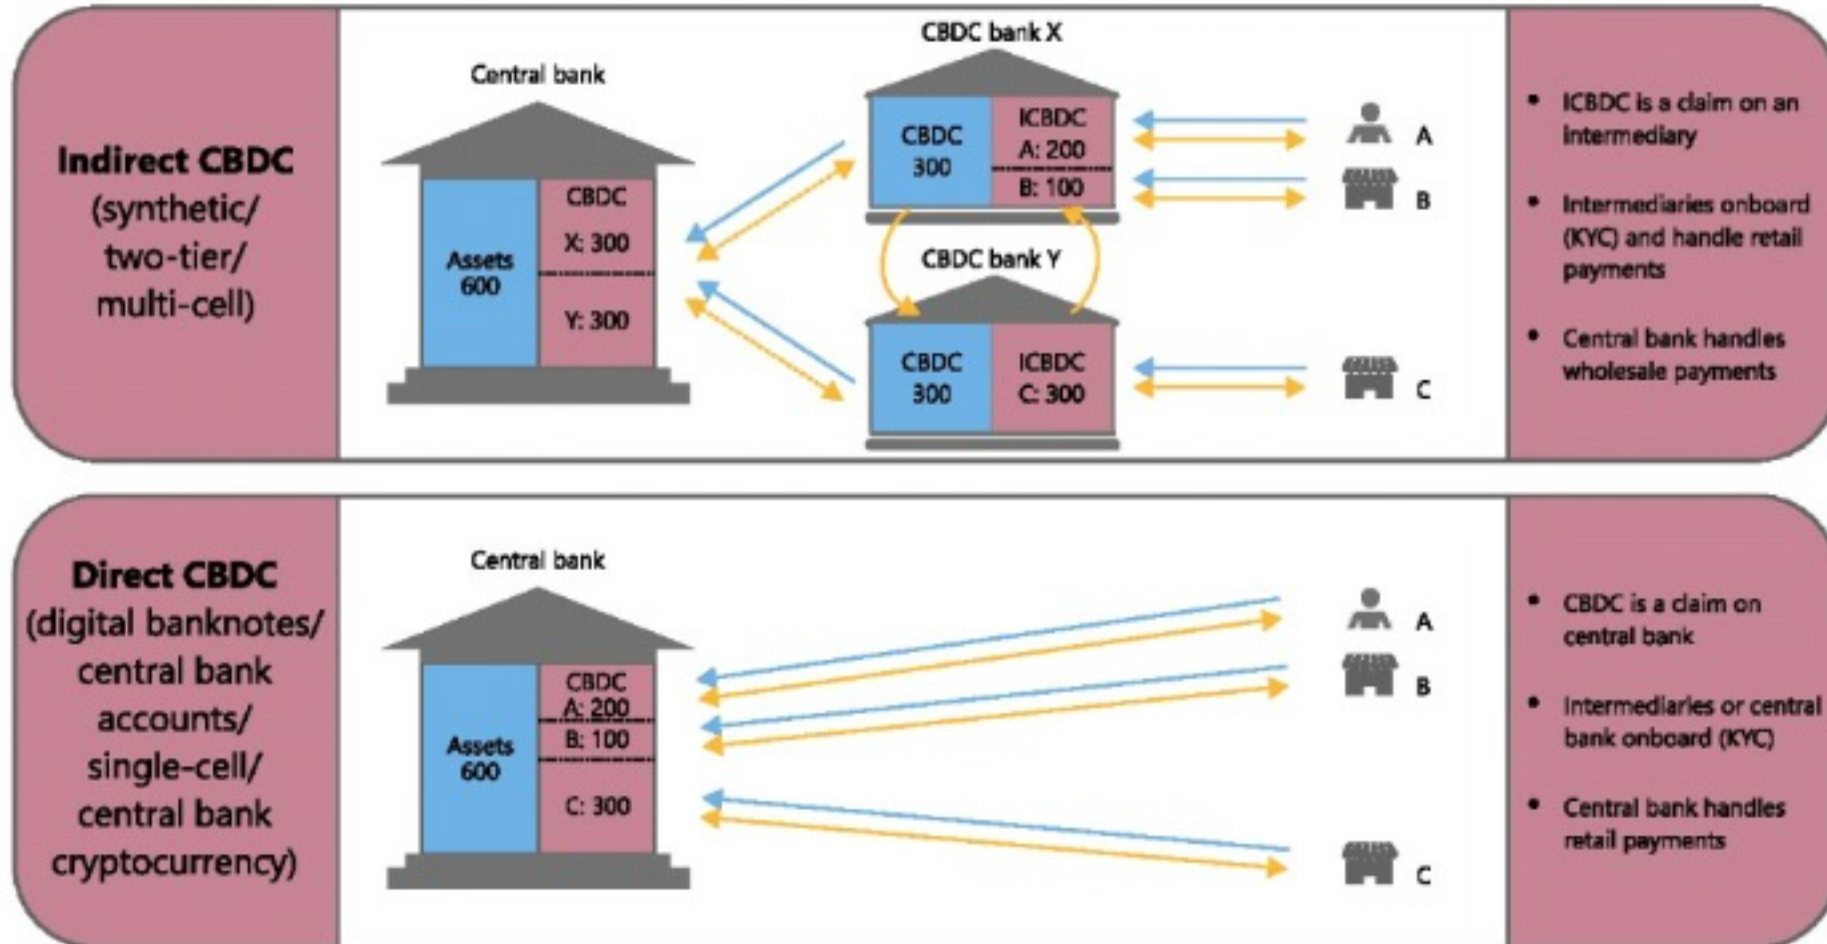 Indirect CBDC
(synthetic/
two-tier/
multi-cell)
Central bank
Assets
600
CBDC
X: 300
Y: 300
CBDC bank X
CBDC
300
ICBDC
A: 200
B: 100
CBDC bank Y
CBDC
300
ICBDC
C: 300
A
B
C
• ICBDC is a claim on an
intermediary
• Intermediaries onboard
(KYC) and handle retail
payments
• Central bank handles
wholesale payments
Direct CBDC
(digital banknotes/
central bank
accounts/
single-cell/
central bank
cryptocurrency)
Central bank
Assets
600
CBDC
A: 200
B: 100
C: 300
A
B
C
• CBDC is a claim on
central bank
• Intermediaries or central
bank onboard (KYC)
• Central bank handles
retail payments